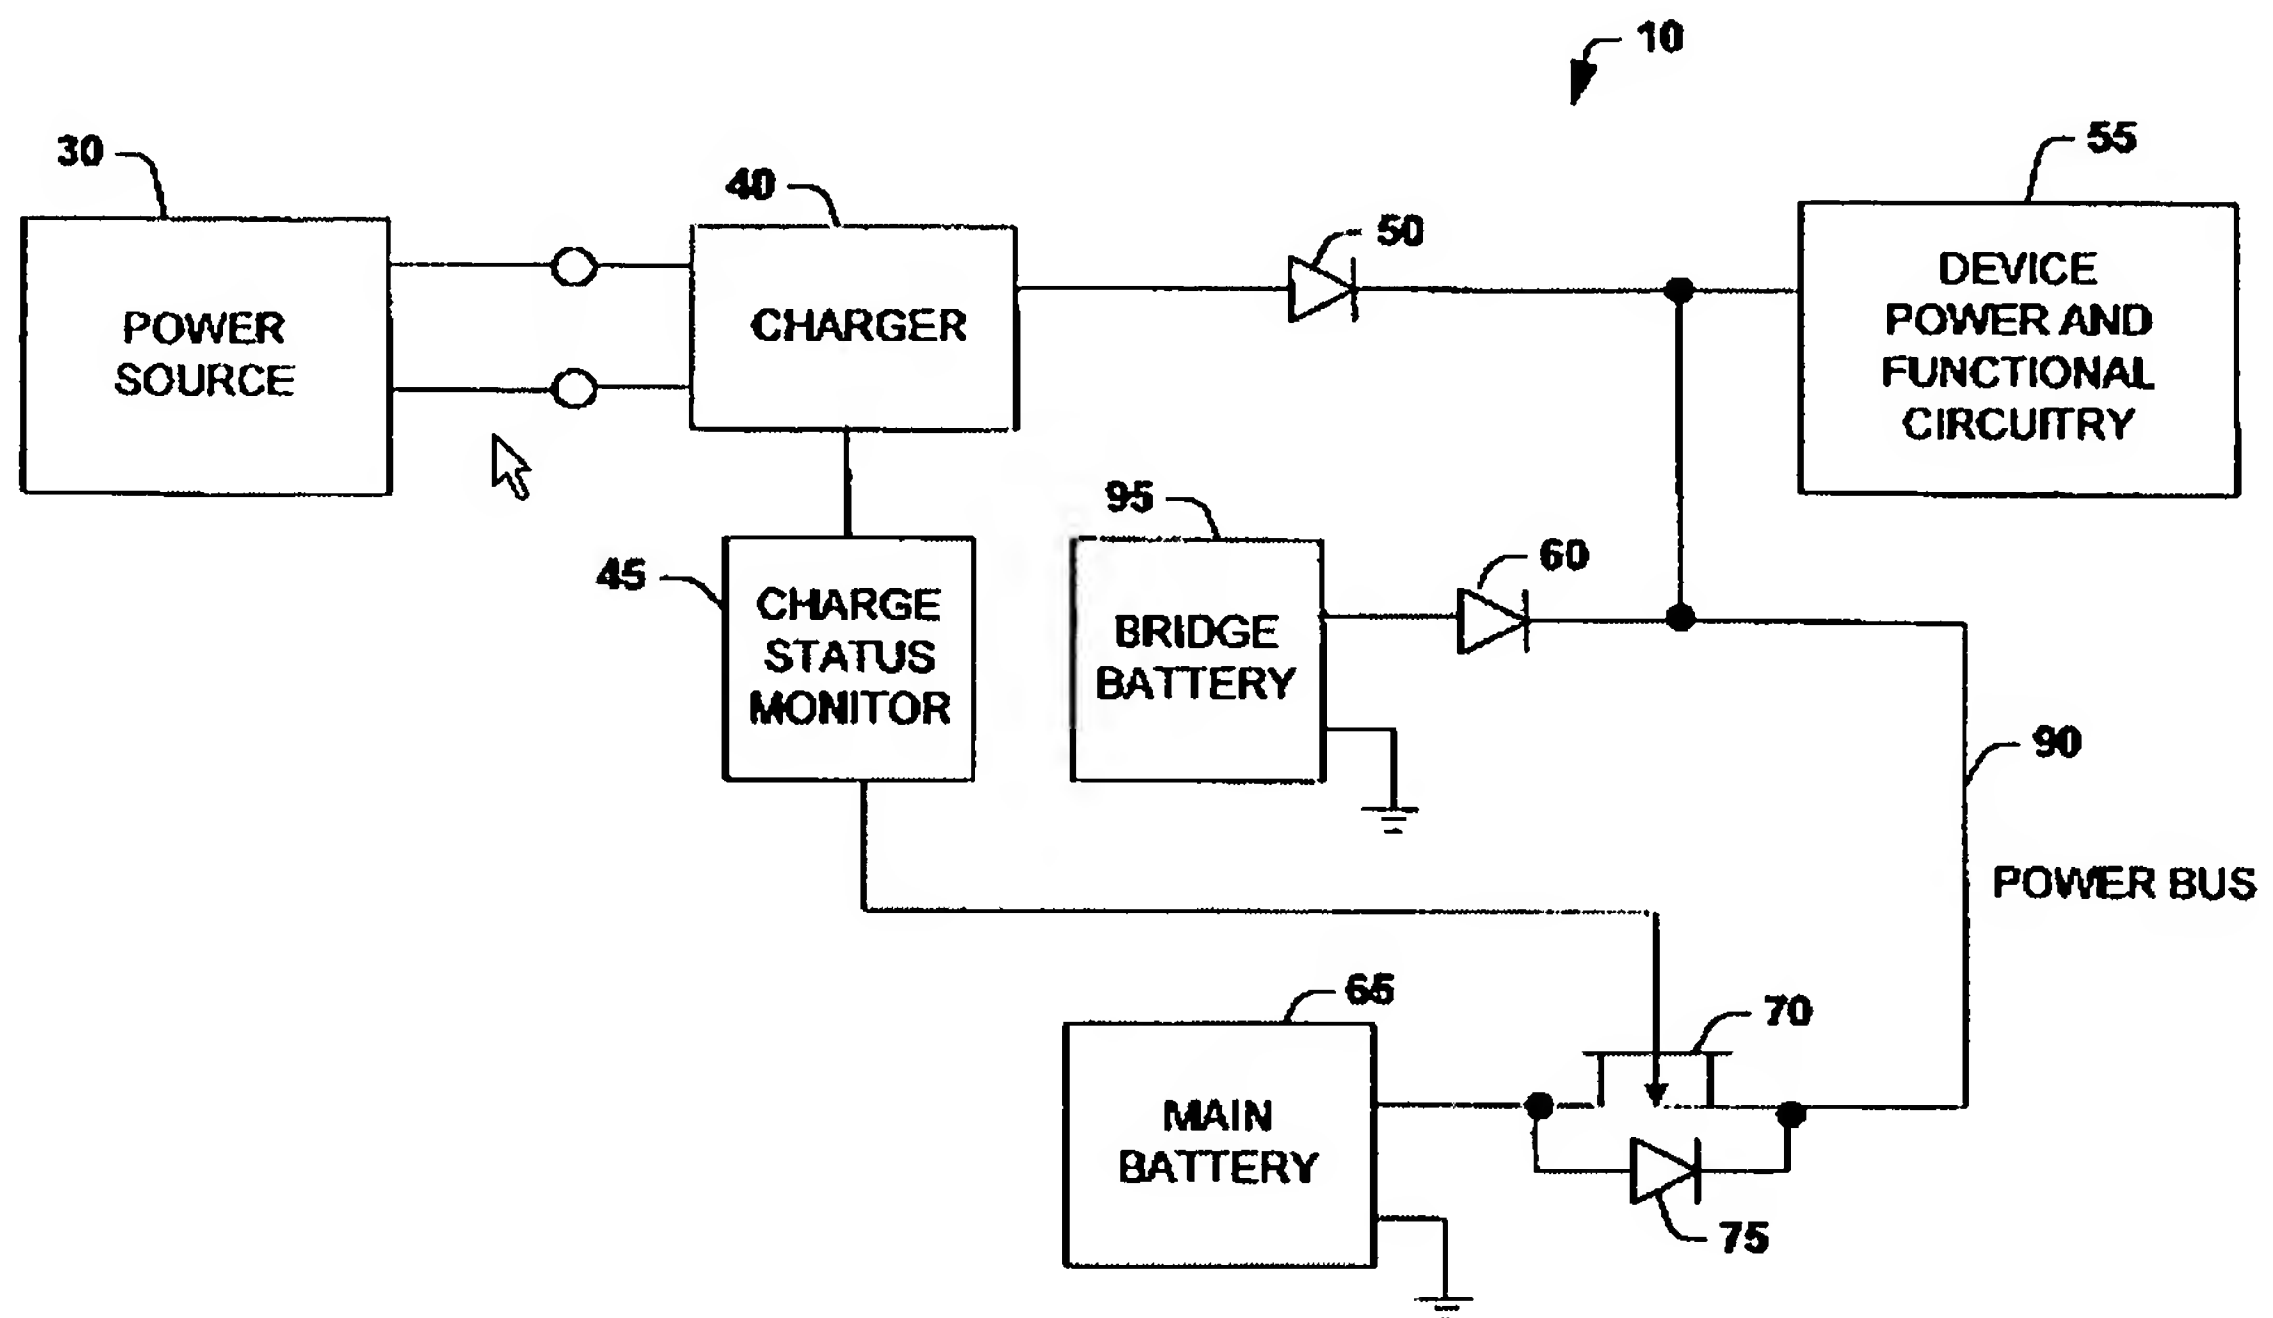 10
30
40
50
55
POWER
SOURCE
CHARGER
DEVICE
POWER AND
FUNCTIONAL
CIRCUITRY
95
60
45
CHARGE
STATUS
MONITOR
BRIDGE
BATTERY
90
POWER BUS
65
70
MAIN
BATTERY
75